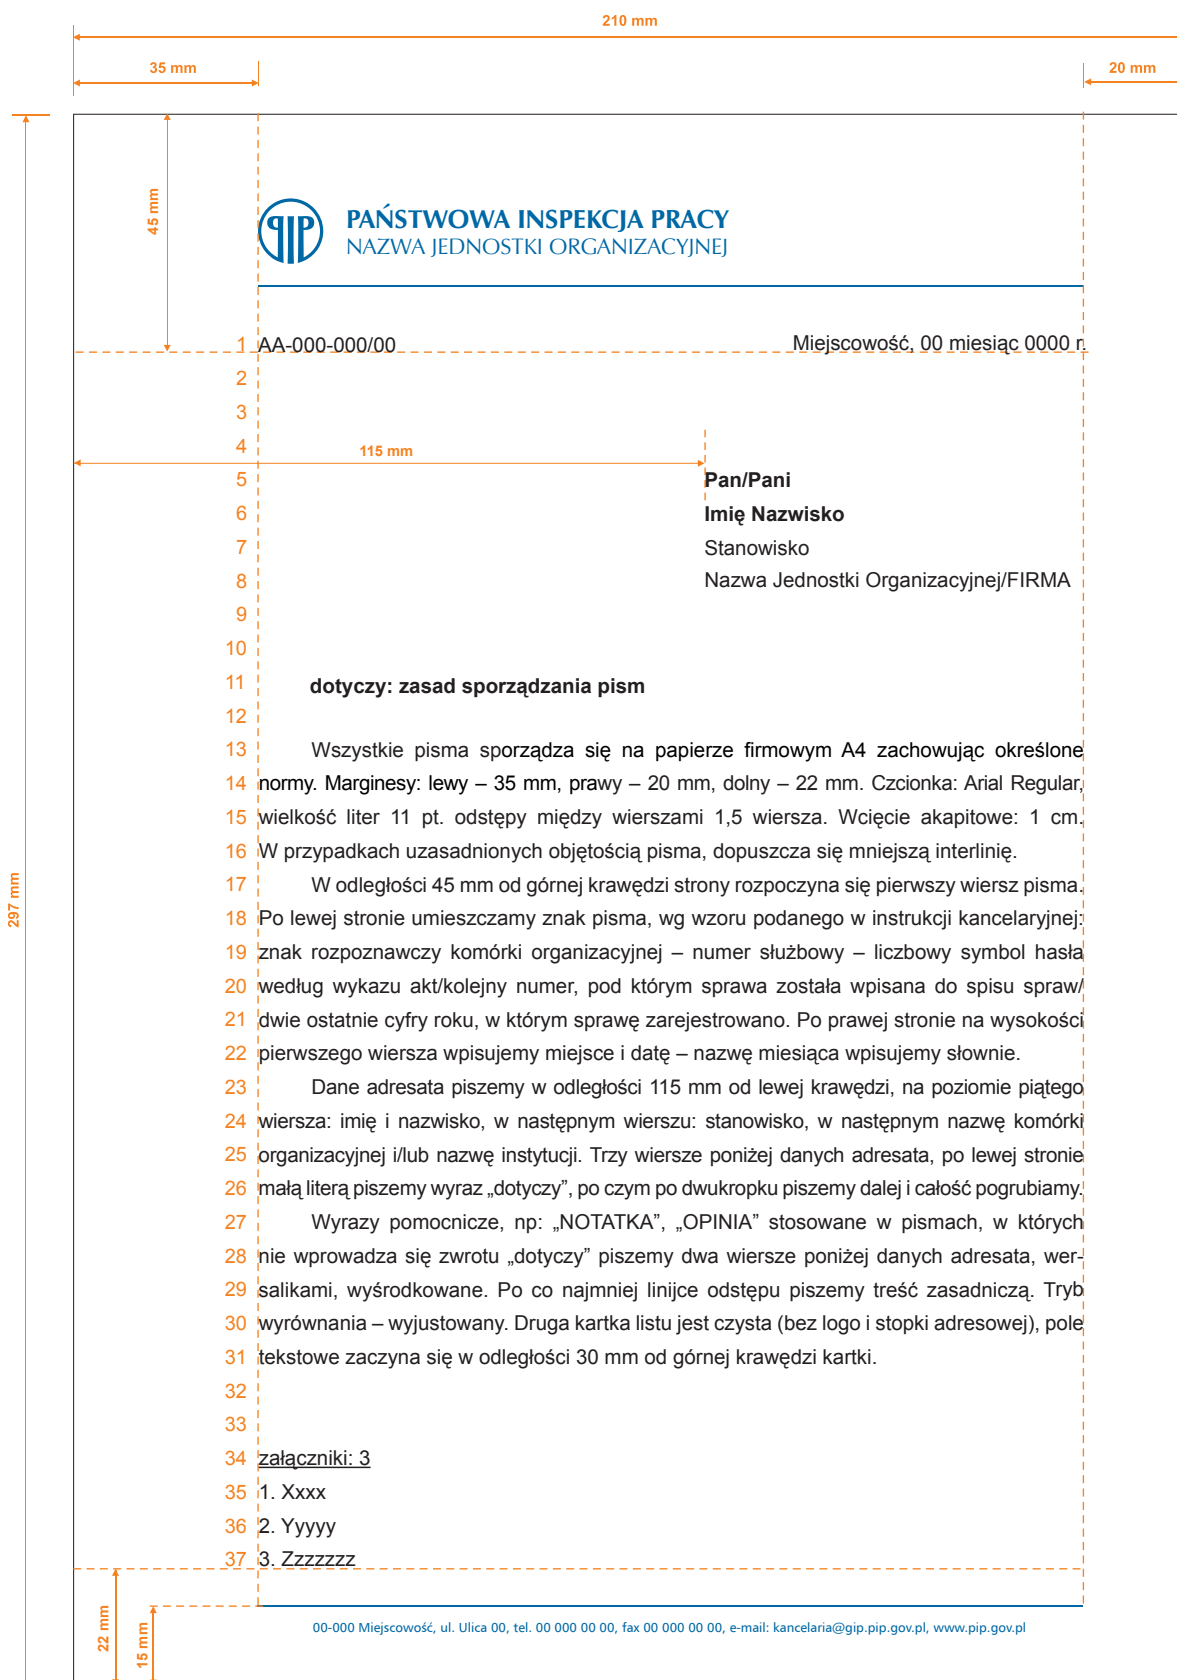 210 mm
35 mm
20 mm
45 mm
PIP
PAŃSTWOWA INSPEKCJA PRACY
NAZWA JEDNOSTKI ORGANIZACYJNEJ
1 AA-000-000/00 Miejscowość, 00 miesiąc 0000 r.
2
3
4
115 mm
5 Pan/Pani
6 Imię Nazwisko
7 Stanowisko
8 Nazwa Jednostki Organizacyjnej/FIRMA
9
10
11 dotyczy: zasad sporządzania pism
12
13 Wszystkie pisma sporządza się na papierze firmowym A4 zachowując określone
14 normy. Marginesy: lewy – 35 mm, prawy – 20 mm, dolny – 22 mm. Czcionka: Arial Regular,
15 wielkość liter 11 pt. odstępy między wierszami 1,5 wiersza. Wcięcie akapitowe: 1 cm.
16 W przypadkach uzasadnionych objętością pisma, dopuszcza się mniejszą interlinię.
17 W odległości 45 mm od górnej krawędzi strony rozpoczyna się pierwszy wiersz pisma.
18 Po lewej stronie umieszczamy znak pisma, wg wzoru podanego w instrukcji kancelaryjnej:
19 znak rozpoznawczy komórki organizacyjnej – numer służbowy – liczbowy symbol hasła
20 według wykazu akt/kolejny numer, pod którym sprawa została wpisana do spisu spraw/
21 dwie ostatnie cyfry roku, w którym sprawę zarejestrowano. Po prawej stronie na wysokości
22 pierwszego wiersza wpisujemy miejsce i datę – nazwę miesiąca wpisujemy słownie.
23 Dane adresata piszemy w odległości 115 mm od lewej krawędzi, na poziomie piątego
24 wiersza: imię i nazwisko, w następnym wierszu: stanowisko, w następnym nazwę komórki
25 organizacyjnej i/lub nazwę instytucji. Trzy wiersze poniżej danych adresata, po lewej stronie
26 małą literą piszemy wyraz „dotyczy”, po czym po dwukropku piszemy dalej i całość pogrubiamy.
27 Wyrazy pomocnicze, np: „NOTATKA”, „OPINIA” stosowane w pismach, w których
28 nie wprowadza się zwrotu „dotyczy” piszemy dwa wiersze poniżej danych adresata, wer-
29 salikami, wyśrodkowane. Po co najmniej linijce odstępu piszemy treść zasadniczą. Tryb
30 wyrównania – wyjustowany. Druga kartka listu jest czysta (bez logo i stopki adresowej), pole
31 tekstowe zaczyna się w odległości 30 mm od górnej krawędzi kartki.
32
33
34 załączniki: 3
35 1. Xxxx
36 2. Yyyyy
37 3. Zzzzzzz
297 mm
22 mm
15 mm
00-000 Miejscowość, ul. Ulica 00, tel. 00 000 00 00, fax 00 000 00 00, e-mail: kancelaria@gip.pip.gov.pl, www.pip.gov.pl